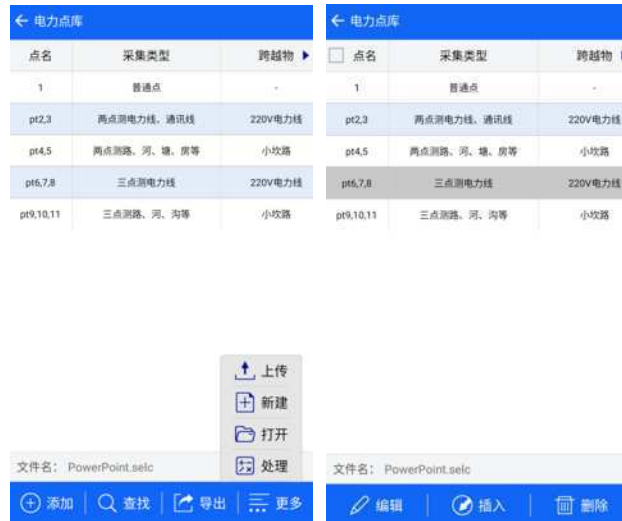 电力点库
点名 采集类型 跨越物
1 普通点 -
pt2,3 两点测电力线、通讯线 220V电力线
pt4,5 两点测路、河、塘、房等 小坎路
pt6,7,8 三点测电力线 220V电力线
pt9,10,11 三点测路、河、沟等 小坎路
上传
新建
打开
处理
文件名： PowerPoint.selc
添加 查找 导出 更多
电力点库
点名 采集类型 跨越物
1 普通点 -
pt2,3 两点测电力线、通讯线 220V电力线
pt4,5 两点测路、河、塘、房等 小坎路
pt6,7,8 三点测电力线 220V电力线
pt9,10,11 三点测路、河、沟等 小坎路
文件名： PowerPoint.selc
编辑 插入 删除